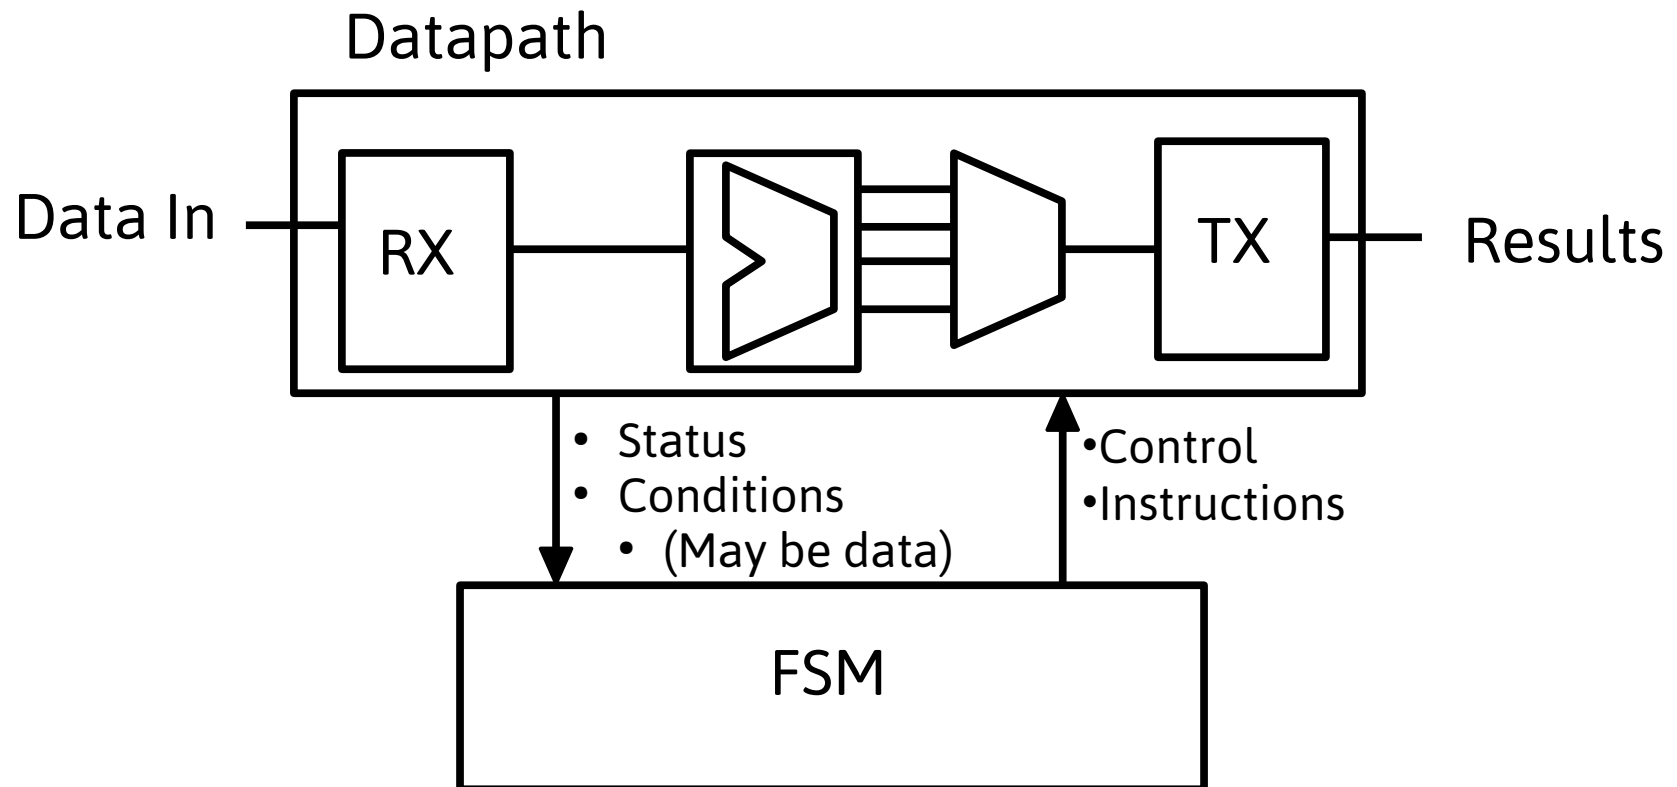 Datapath
Data In
RX
TX
Results
• Status
• Conditions
• (May be data)
•Control
•Instructions
FSM